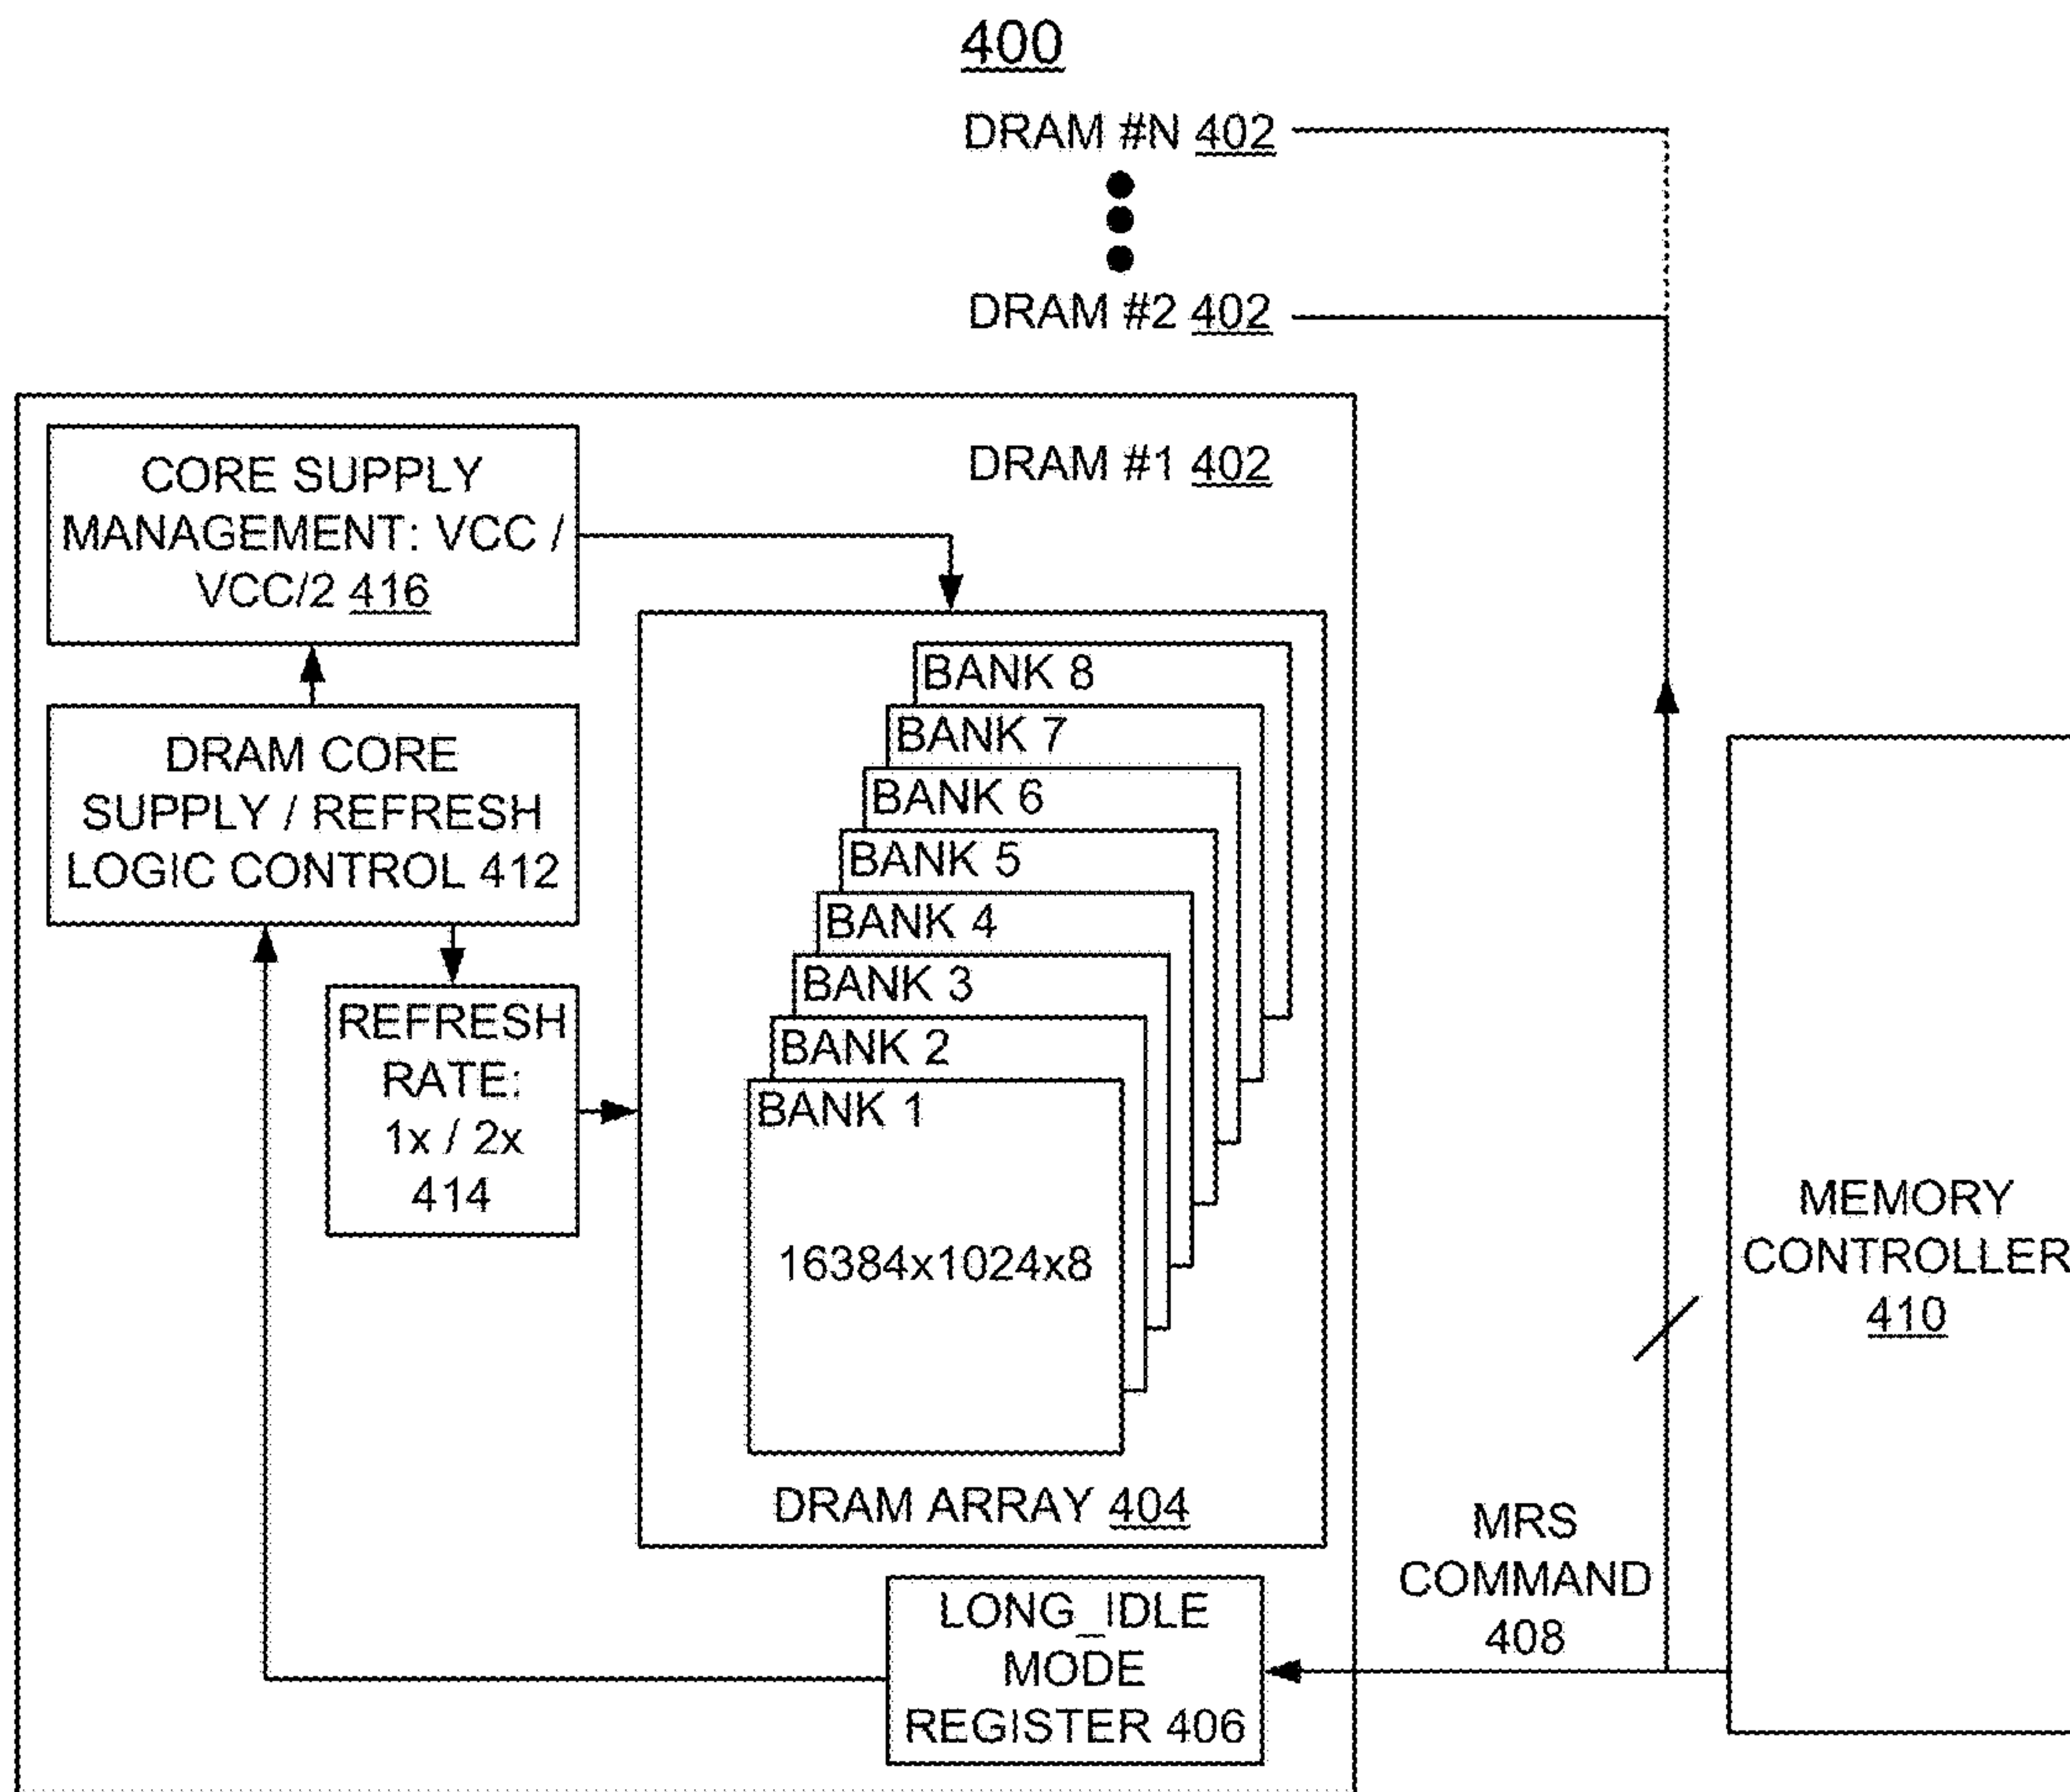 400
DRAM #N 402
DRAM #2 402
DRAM #1 402
CORE SUPPLY
MANAGEMENT: VCC /
VCC/2 416
DRAM CORE
SUPPLY / REFRESH
LOGIC CONTROL 412
REFRESH
RATE:
1x / 2x
414
BANK 8
BANK 7
BANK 6
BANK 5
BANK 4
BANK 3
BANK 2
BANK 1
16384x1024x8
DRAM ARRAY 404
LONG_IDLE
MODE
REGISTER 406
MRS
COMMAND
408
MEMORY
CONTROLLER
410